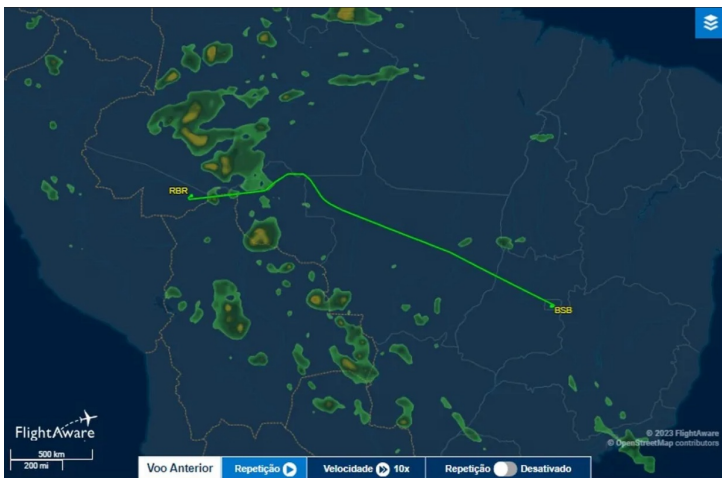 RBR
BSB
FlightAware
500 km
200 mi
© 2023 FlightAware
© OpenStreetMap contributors
Voo Anterior
Repetição
Velocidade
10x
Repetição
Desativado